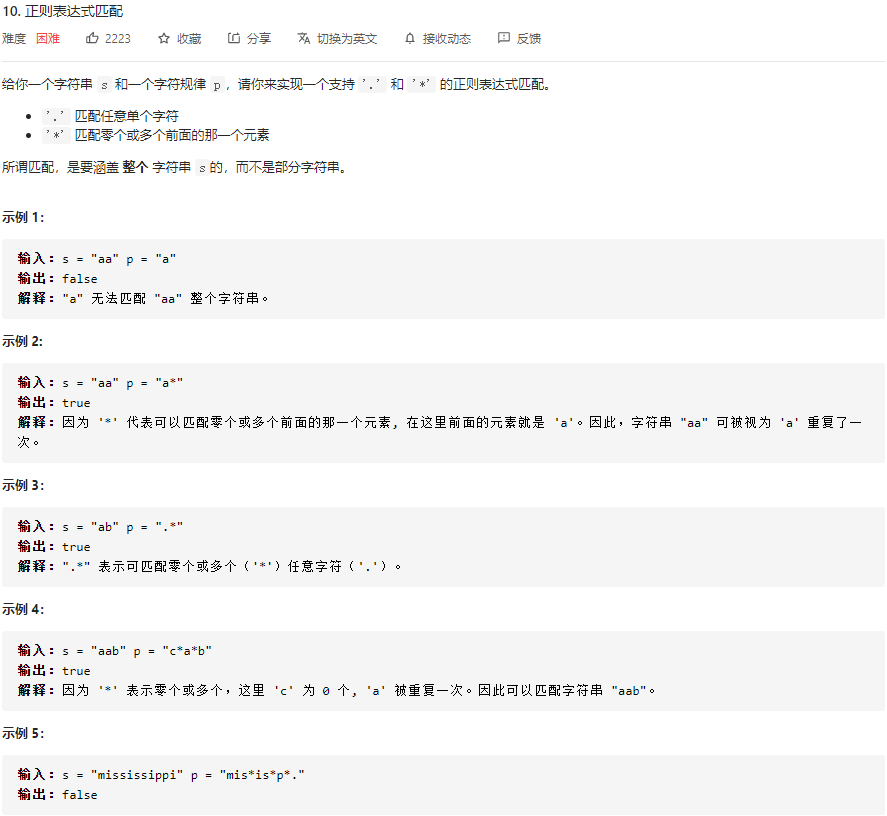 10. 正则表达式匹配
难度 困难 2223 收藏 分享 切换为英文 接收动态 反馈
给你一个字符串 s 和一个字符规律 p，请你来实现一个支持 '.' 和 '*' 的正则表达式匹配。
'.' 匹配任意单个字符
'*' 匹配零个或多个前面的那一个元素
所谓匹配，是要涵盖 整个 字符串 s的，而不是部分字符串。
示例 1：
输入：s = "aa" p = "a"
输出：false
解释："a" 无法匹配 "aa" 整个字符串。
示例 2:
输入：s = "aa" p = "a*"
输出：true
解释：因为 '*' 代表可以匹配零个或多个前面的那一个元素, 在这里前面的元素就是 'a'。因此，字符串 "aa" 可被视为 'a' 重复了一
次。
示例 3：
输入：s = "ab" p = ".*"
输出：true
解释：".*" 表示可匹配零个或多个（'*'）任意字符（'.'）。
示例 4：
输入：s = "aab" p = "c*a*b"
输出：true
解释：因为 '*' 表示零个或多个，这里 'c' 为 0 个, 'a' 被重复一次。因此可以匹配字符串 "aab"。
示例 5：
输入：s = "mississippi" p = "mis*is*p*."
输出：false